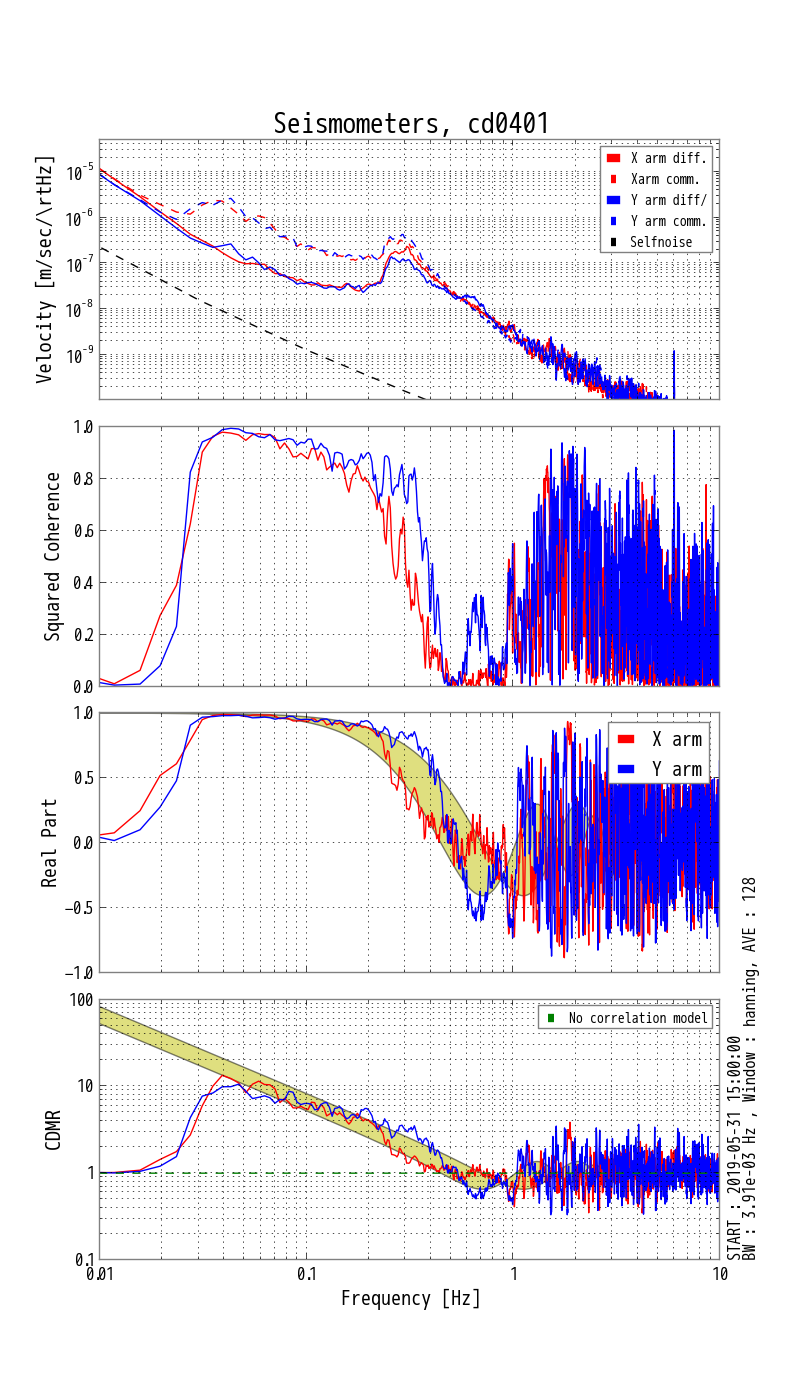 Seismometers, cd0401
Velocity [m/sec/\rtHz]
10^-5
10^-6
10^-7
10^-8
10^-9
X arm diff.
Xarm comm.
Y arm diff/
Y arm comm.
Selfnoise
Squared Coherence
1.0
0.8
0.6
0.4
0.2
0.0
Real Part
1.0
0.5
0.0
−0.5
−1.0
X arm
Y arm
CDMR
100
10
1
0.1
No correlation model
0.01
0.1
1
10
Frequency [Hz]
START : 2019-05-31 15:00:00
BW : 3.91e-03 Hz , Window : hanning, AVE : 128